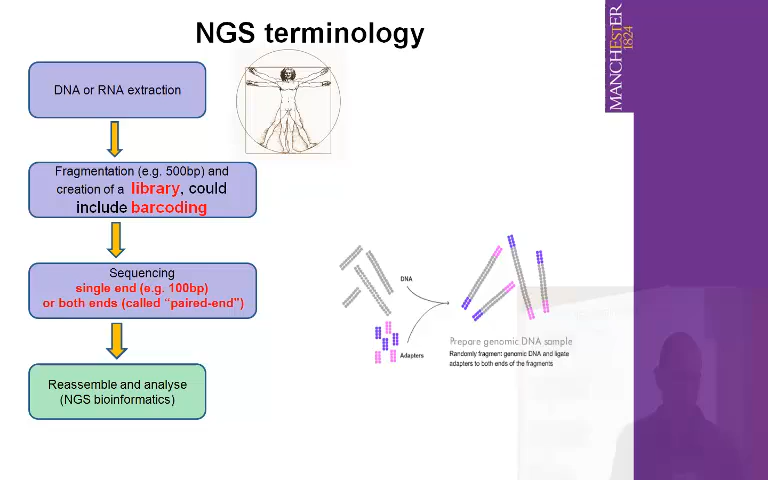 NGS terminology
MANCHESTER
1824
DNA or RNA extraction
Fragmentation (e.g. 500bp) and
creation of a library, could
include barcoding
Sequencing
single end (e.g. 100bp)
or both ends (called “paired-end”)
Reassemble and analyse
(NGS bioinformatics)
DNA
Adapters
Prepare genomic DNA sample
Randomly fragment genomic DNA and ligate
adapters to both ends of the fragments